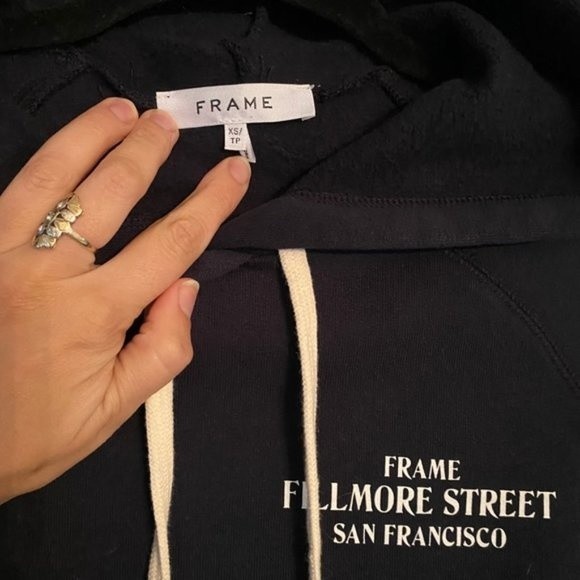 FRAME
XS/
TP
FRAME
FILLMORE STREET
SAN FRANCISCO